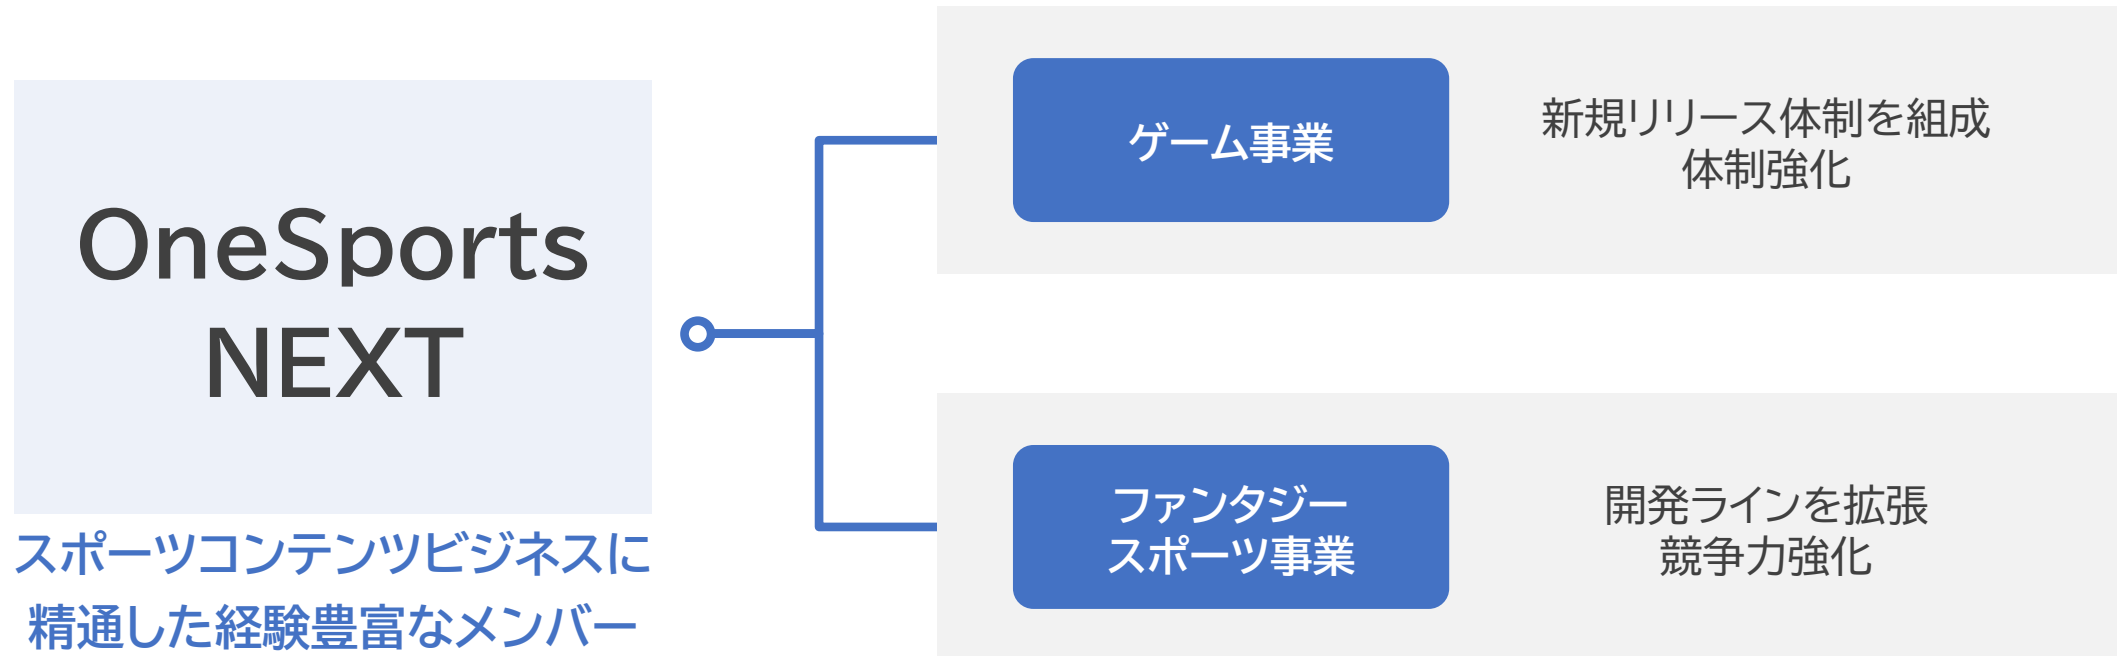 OneSports
NEXT
スポーツコンテンツビジネスに
精通した経験豊富なメンバー
ゲーム事業
新規リリース体制を組成
体制強化
ファンタジー
スポーツ事業
開発ラインを拡張
競争力強化